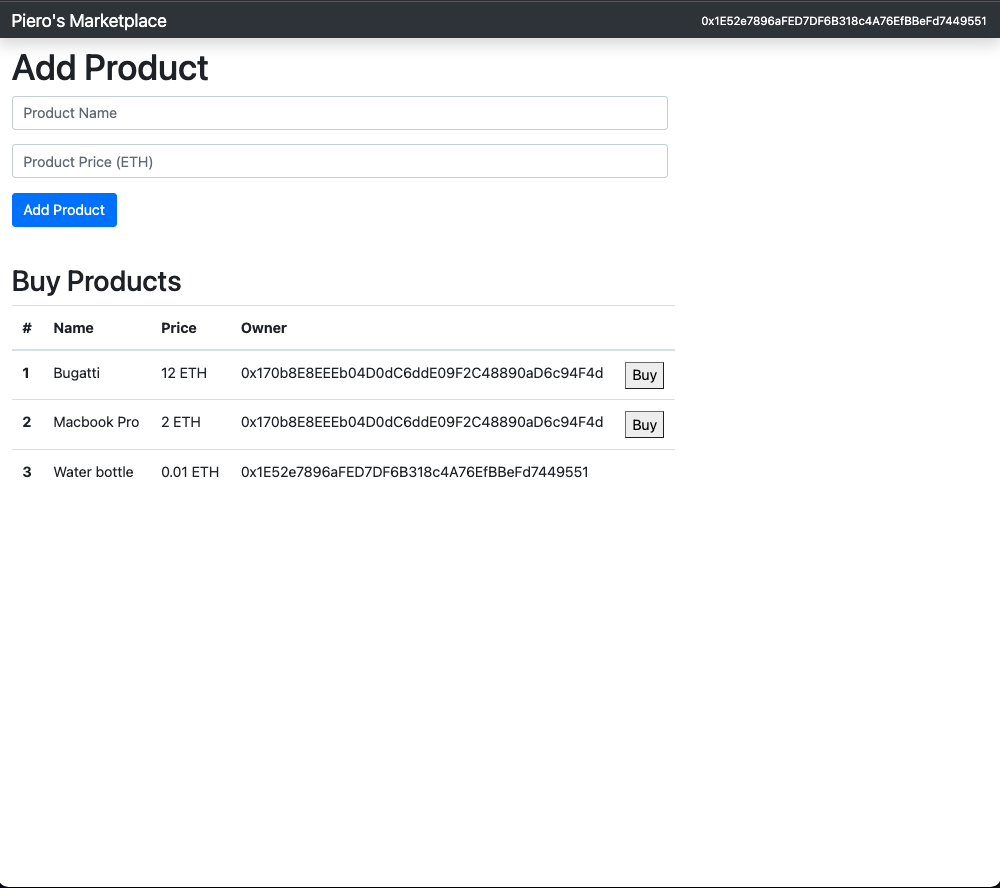 Piero's Marketplace 0x1E52e7896aFED7DF6B318c4A76EfBBeFd7449551
Add Product
Product Name
Product Price (ETH)
Add Product
Buy Products
# Name Price Owner
1 Bugatti 12 ETH 0x170b8E8EEEb04D0dC6ddE09F2C48890aD6c94F4d Buy
2 Macbook Pro 2 ETH 0x170b8E8EEEb04D0dC6ddE09F2C48890aD6c94F4d Buy
3 Water bottle 0.01 ETH 0x1E52e7896aFED7DF6B318c4A76EfBBeFd7449551